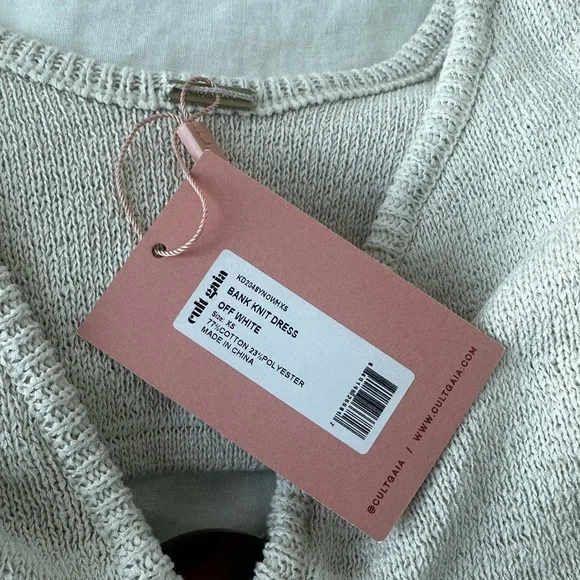 KD2048YNOWHXS
cult gaia
BANK KNIT DRESS
OFF WHITE
Size: XS
77%COTTON 23%POLYESTER
MADE IN CHINA
@CULTGAIA / WWW.CULTGAIA.COM